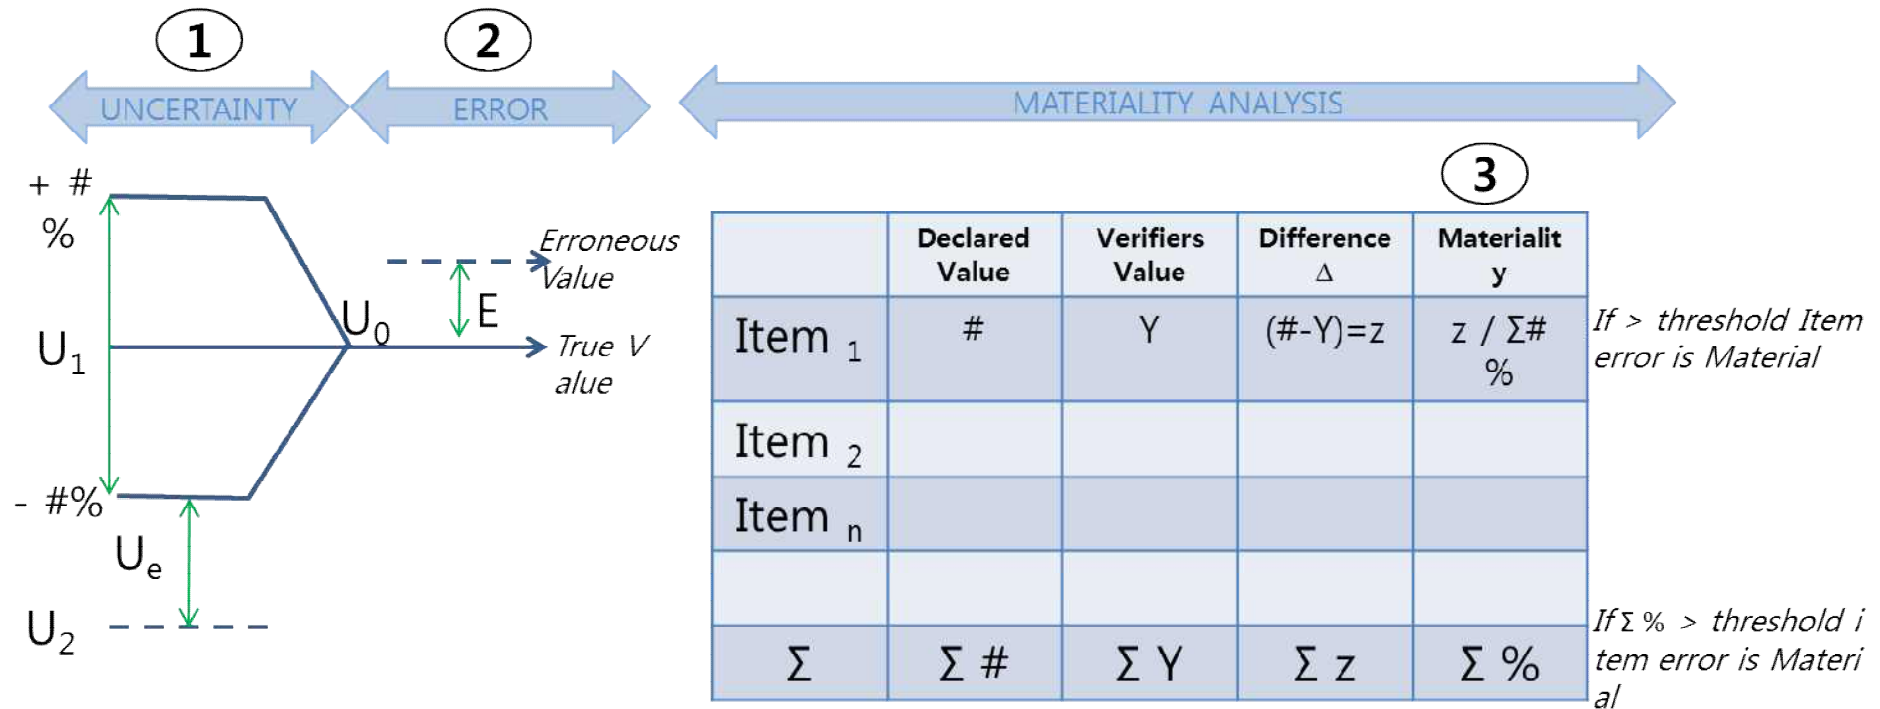 1
2
UNCERTAINTY
ERROR
MATERIALITY ANALYSIS
3
+ #
%
U1
- #%
Ue
U2
U0
E
Erroneous
Value
True V
alue
Declared
Value
Verifiers
Value
Difference
Δ
Materialit
y
Item 1
#
Y
(#-Y)=z
z / Σ#
%
If > threshold Item
error is Material
Item 2
Item n
Σ
Σ #
Σ Y
Σ z
Σ %
If Σ % > threshold i
tem error is Materi
al